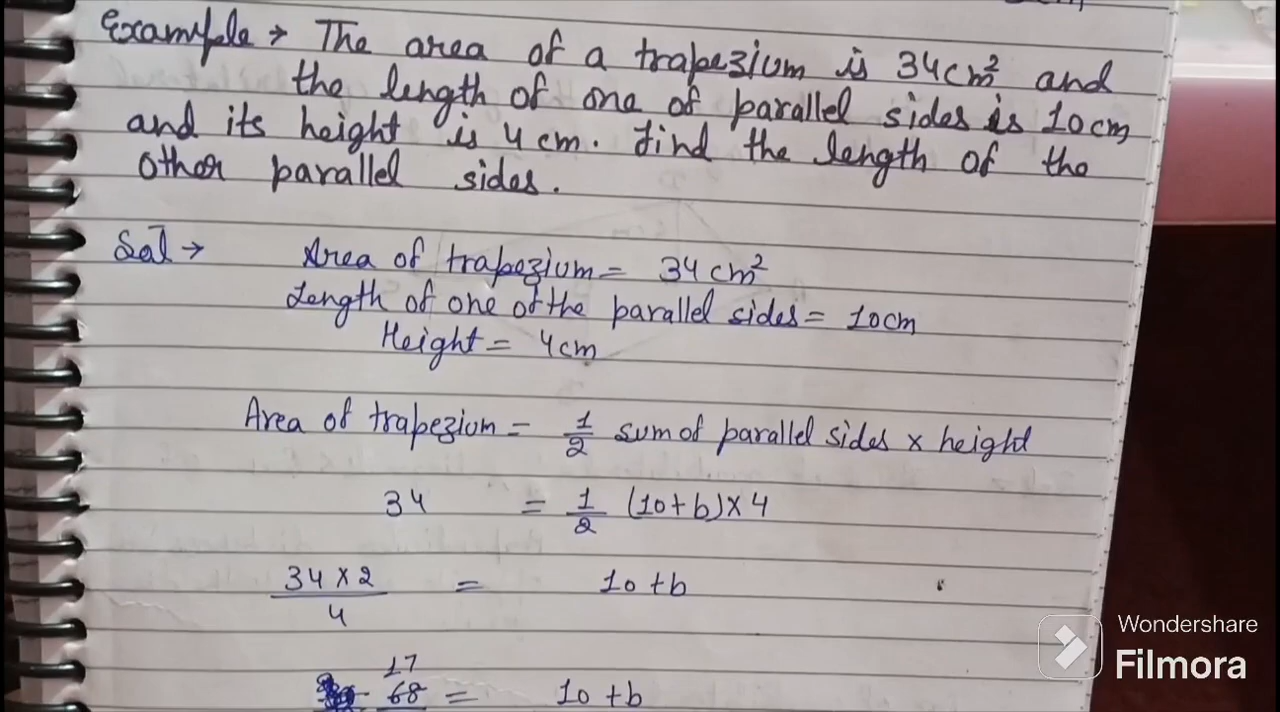 Example → The area of a trapezium is 34cm² and
the length of one of parallel sides is 10cm
and its height is 4 cm. find the length of the
other parallel sides.
Sol → Area of trapezium = 34 cm²
Length of one of the parallel sides = 10cm
Height = 4cm
Area of trapezium = 1/2 sum of parallel sides × height
34 = 1/2 (10+b)×4
34 × 2 / 4 = 10 + b
17
68 = 10 + b
Wondershare
Filmora